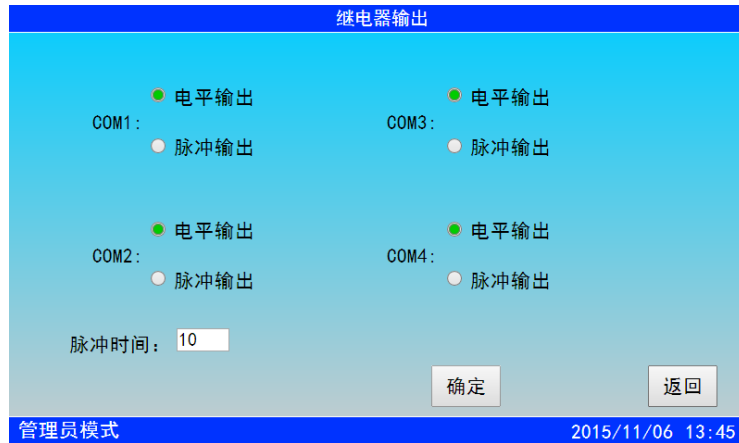 继电器输出
电平输出
COM1:
脉冲输出
电平输出
COM3:
脉冲输出
电平输出
COM2:
脉冲输出
电平输出
COM4:
脉冲输出
脉冲时间: 10
确定
返回
管理员模式
2015/11/06 13:45